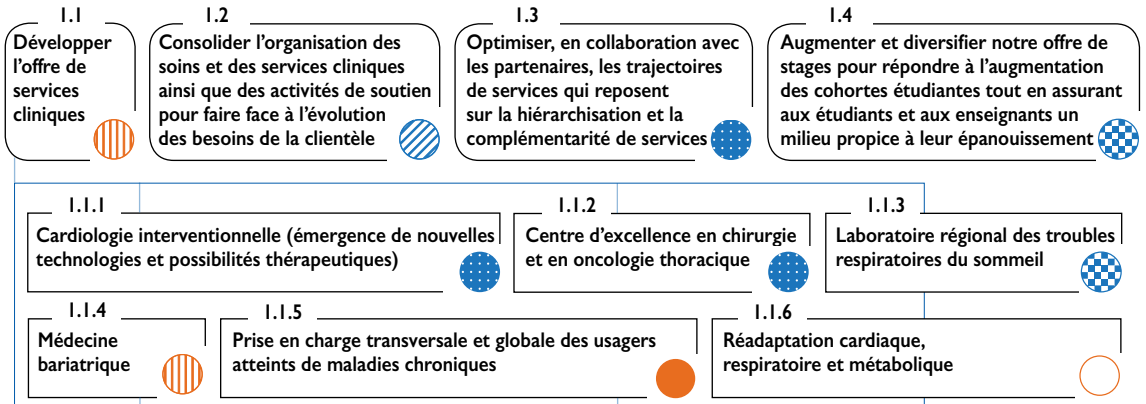 1.1
Développer
l'offre de
services
cliniques
1.2
Consolider l'organisation des
soins et des services cliniques
ainsi que des activités de soutien
pour faire face à l'évolution
des besoins de la clientèle
1.3
Optimiser, en collaboration avec
les partenaires, les trajectoires
de services qui reposent
sur la hiérarchisation et la
complémentarité de services
1.4
Augmenter et diversifier notre offre de
stages pour répondre à l'augmentation
des cohortes étudiantes tout en assurant
aux étudiants et aux enseignants un
milieu propice à leur épanouissement
1.1.1
Cardiologie interventionnelle (émergence de nouvelles
technologies et possibilités thérapeutiques)
1.1.2
Centre d'excellence en chirurgie
et en oncologie thoracique
1.1.3
Laboratoire régional des troubles
respiratoires du sommeil
1.1.4
Médecine
bariatrique
1.1.5
Prise en charge transversale et globale des usagers
atteints de maladies chroniques
1.1.6
Réadaptation cardiaque,
respiratoire et métabolique